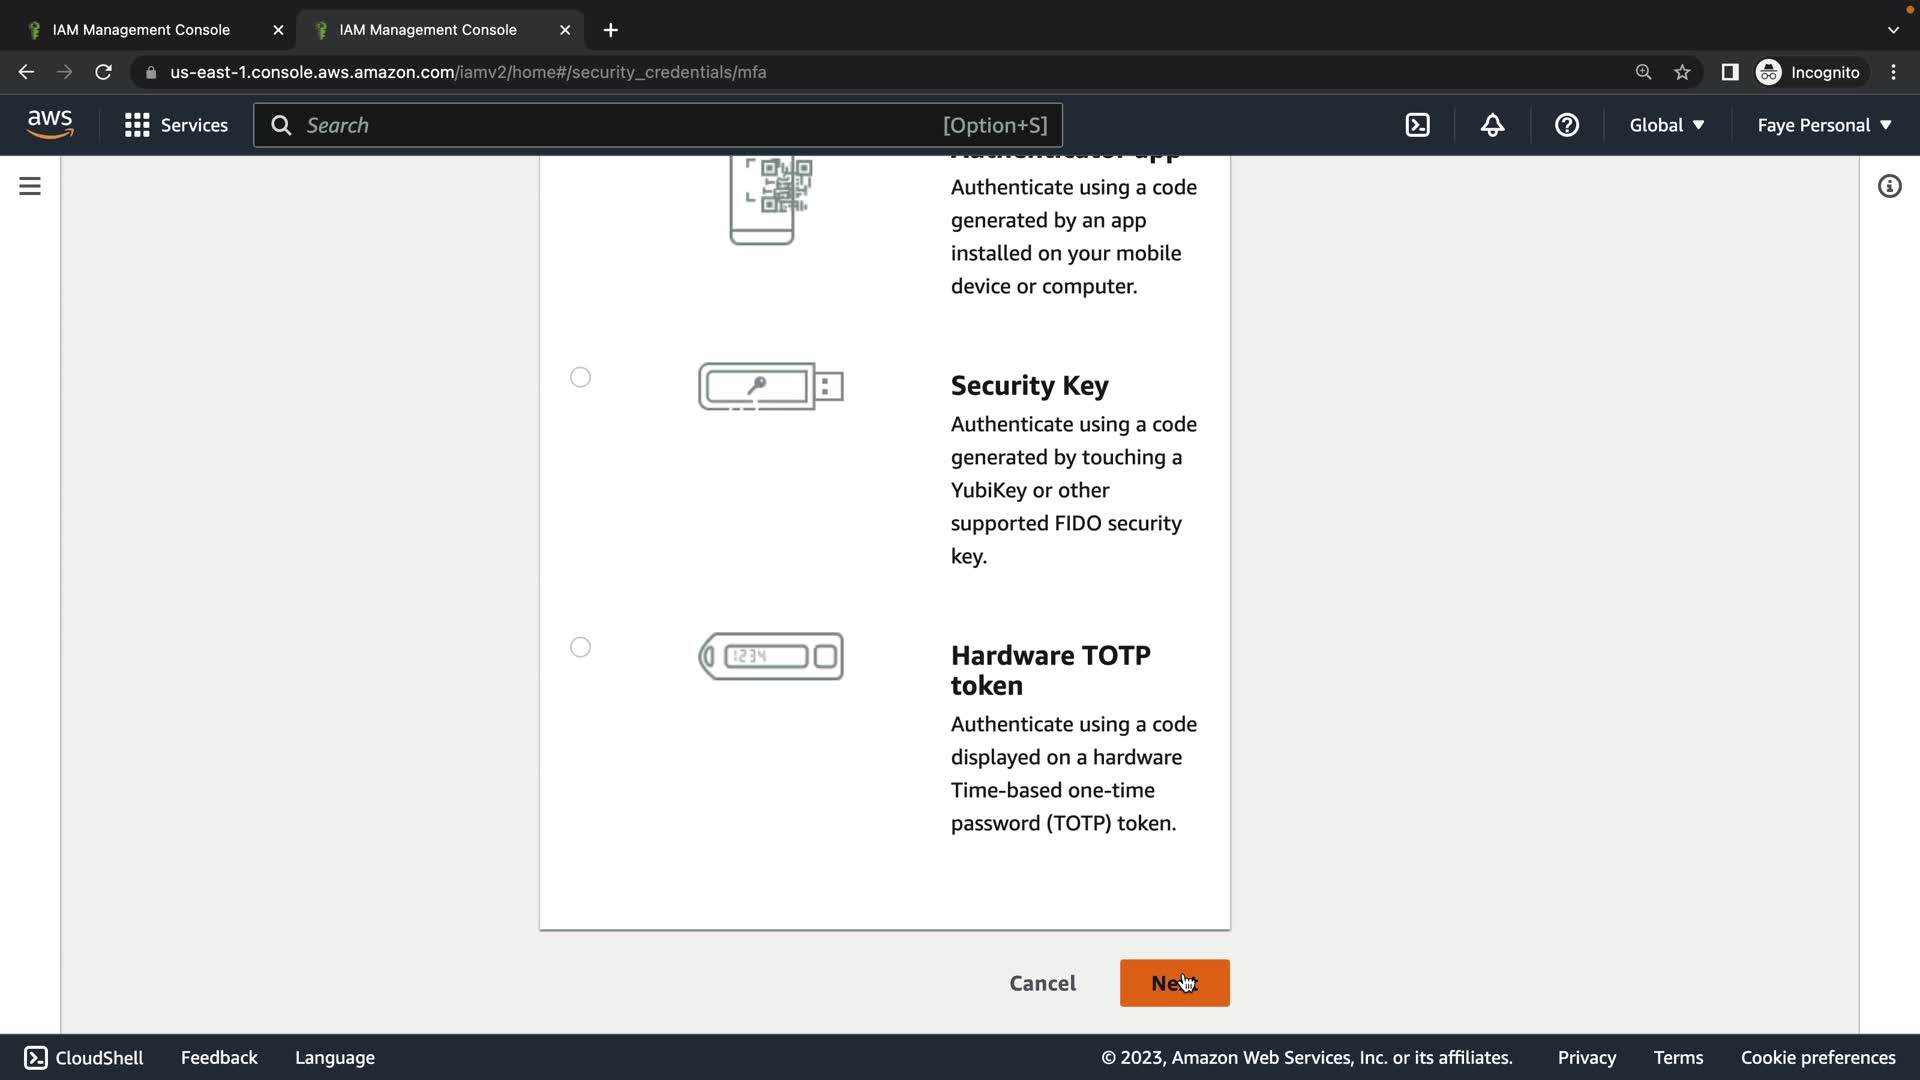 IAM Management Console
IAM Management Console
us-east-1.console.aws.amazon.com/iamv2/home#/security_credentials/mfa
Incognito
aws
Services
Search
[Option+S]
Global
Faye Personal
Authenticator app
Authenticate using a code
generated by an app
installed on your mobile
device or computer.
Security Key
Authenticate using a code
generated by touching a
YubiKey or other
supported FIDO security
key.
1234
Hardware TOTP
token
Authenticate using a code
displayed on a hardware
Time-based one-time
password (TOTP) token.
Cancel
Next
CloudShell
Feedback
Language
© 2023, Amazon Web Services, Inc. or its affiliates.
Privacy
Terms
Cookie preferences